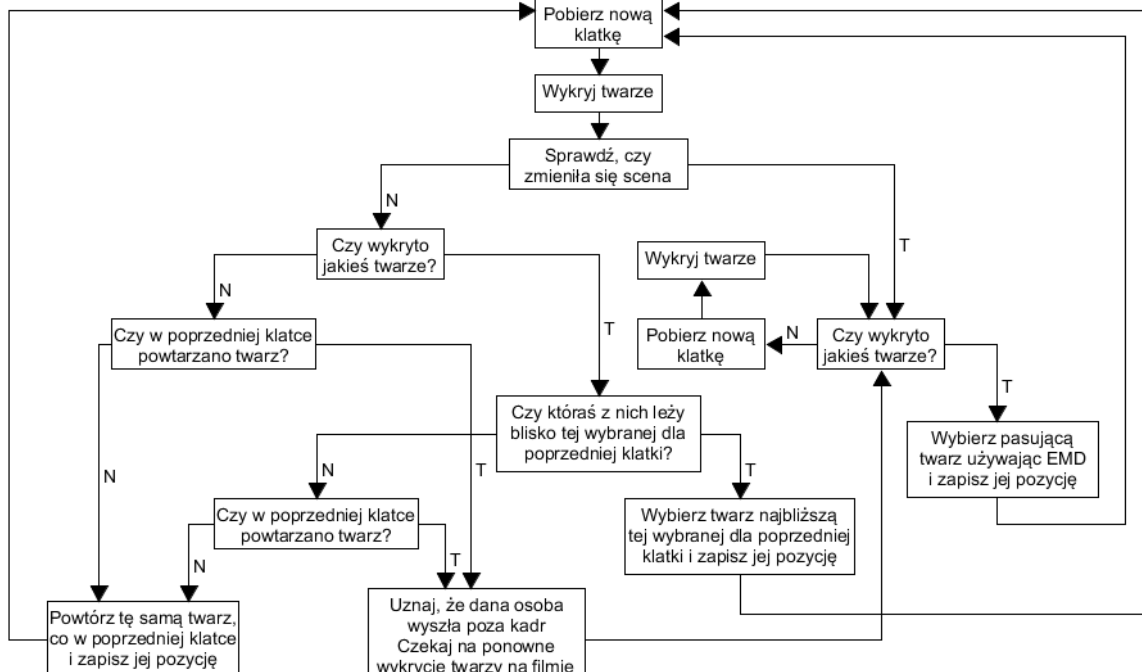 Pobierz nową
klatkę
Wykryj twarze
Sprawdź, czy
zmieniła się scena
N
T
Czy wykryto
jakieś twarze?
Wykryj twarze
N
T
Czy w poprzedniej klatce
powtarzano twarz?
Pobierz nową
klatkę
N
Czy wykryto
jakieś twarze?
T
Czy któraś z nich leży
blisko tej wybranej dla
poprzedniej klatki?
Wybierz pasującą
twarz używając EMD
i zapisz jej pozycję
N
T
N
T
Czy w poprzedniej klatce
powtarzano twarz?
Wybierz twarz najbliższą
tej wybranej dla poprzedniej
klatki i zapisz jej pozycję
N
T
Powtórz tę samą twarz,
co w poprzedniej klatce
i zapisz jej pozycję
Uznaj, że dana osoba
wyszła poza kadr
Czekaj na ponowne
wykrycie twarzy na filmie